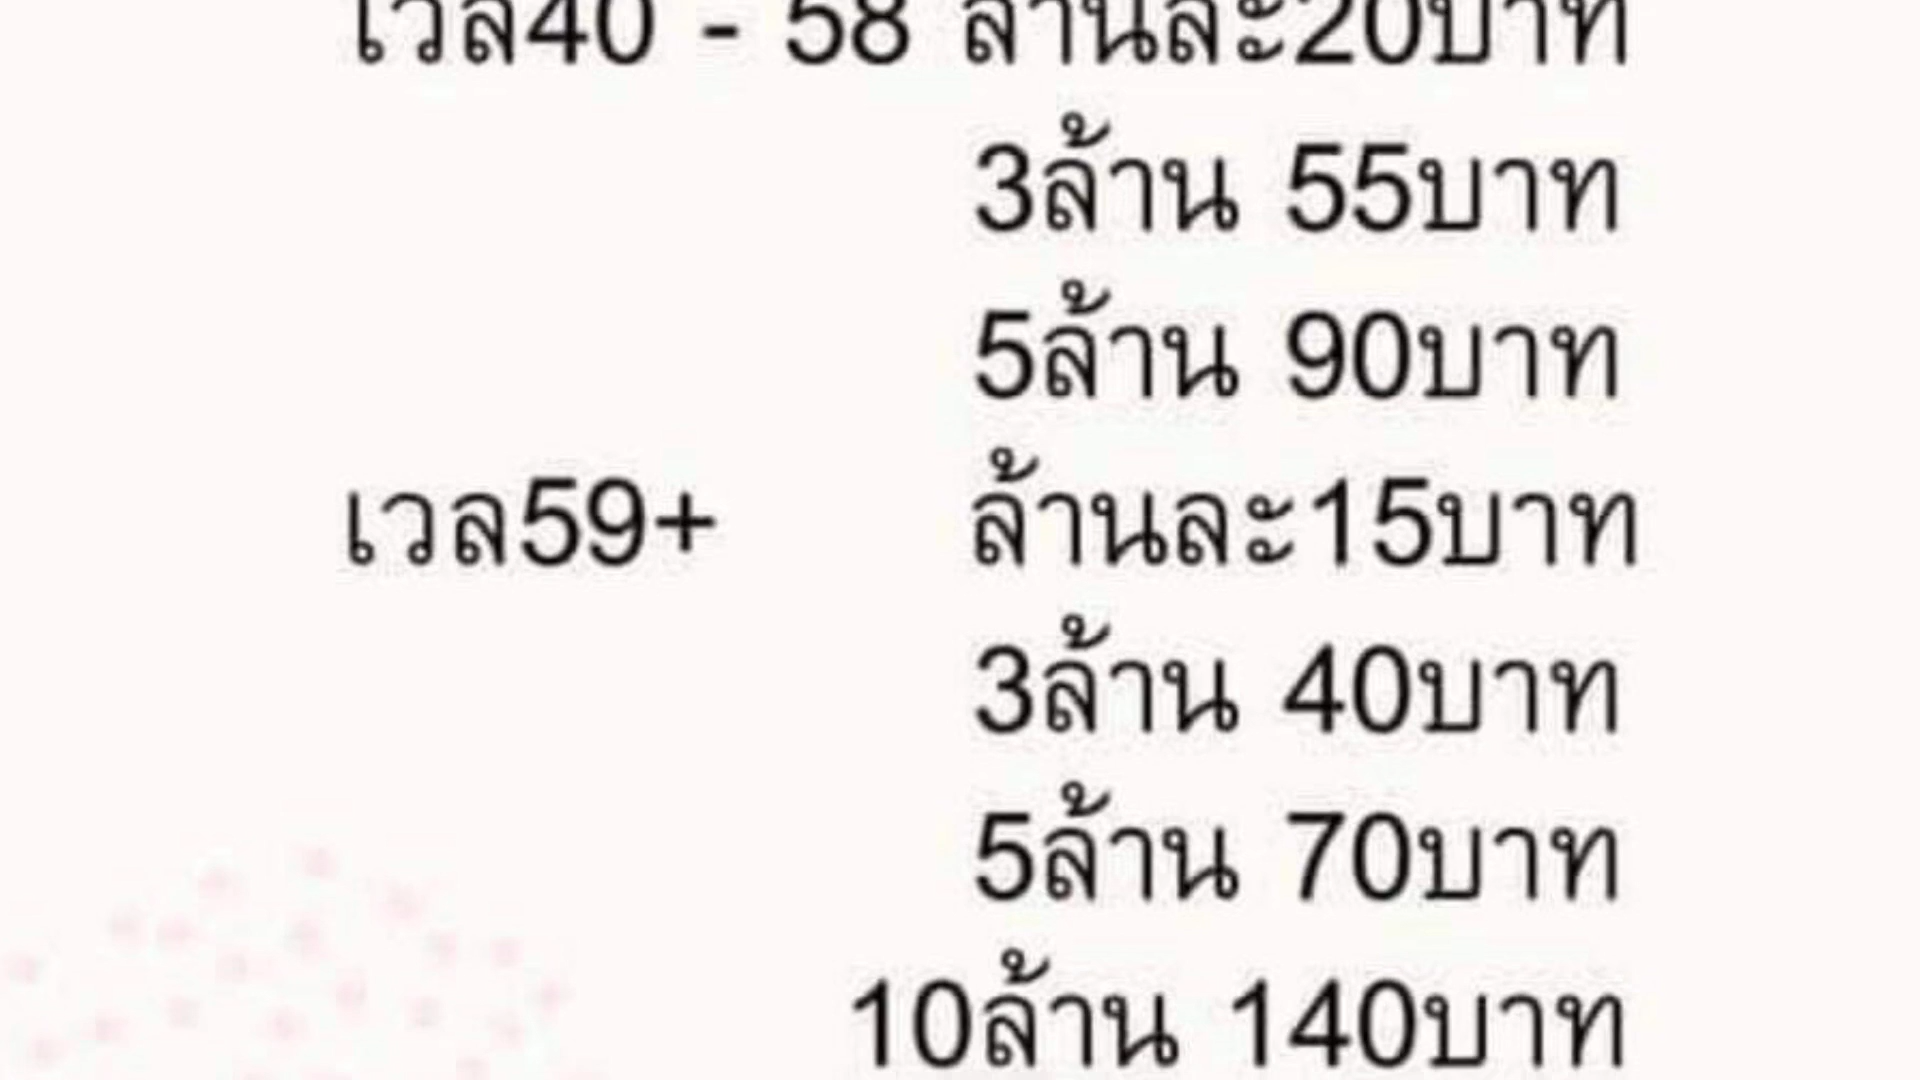 เวล40 - 58 ล้านละ20บาท
3ล้าน 55บาท
5ล้าน 90บาท
เวล59+ ล้านละ15บาท
3ล้าน 40บาท
5ล้าน 70บาท
10ล้าน 140บาท